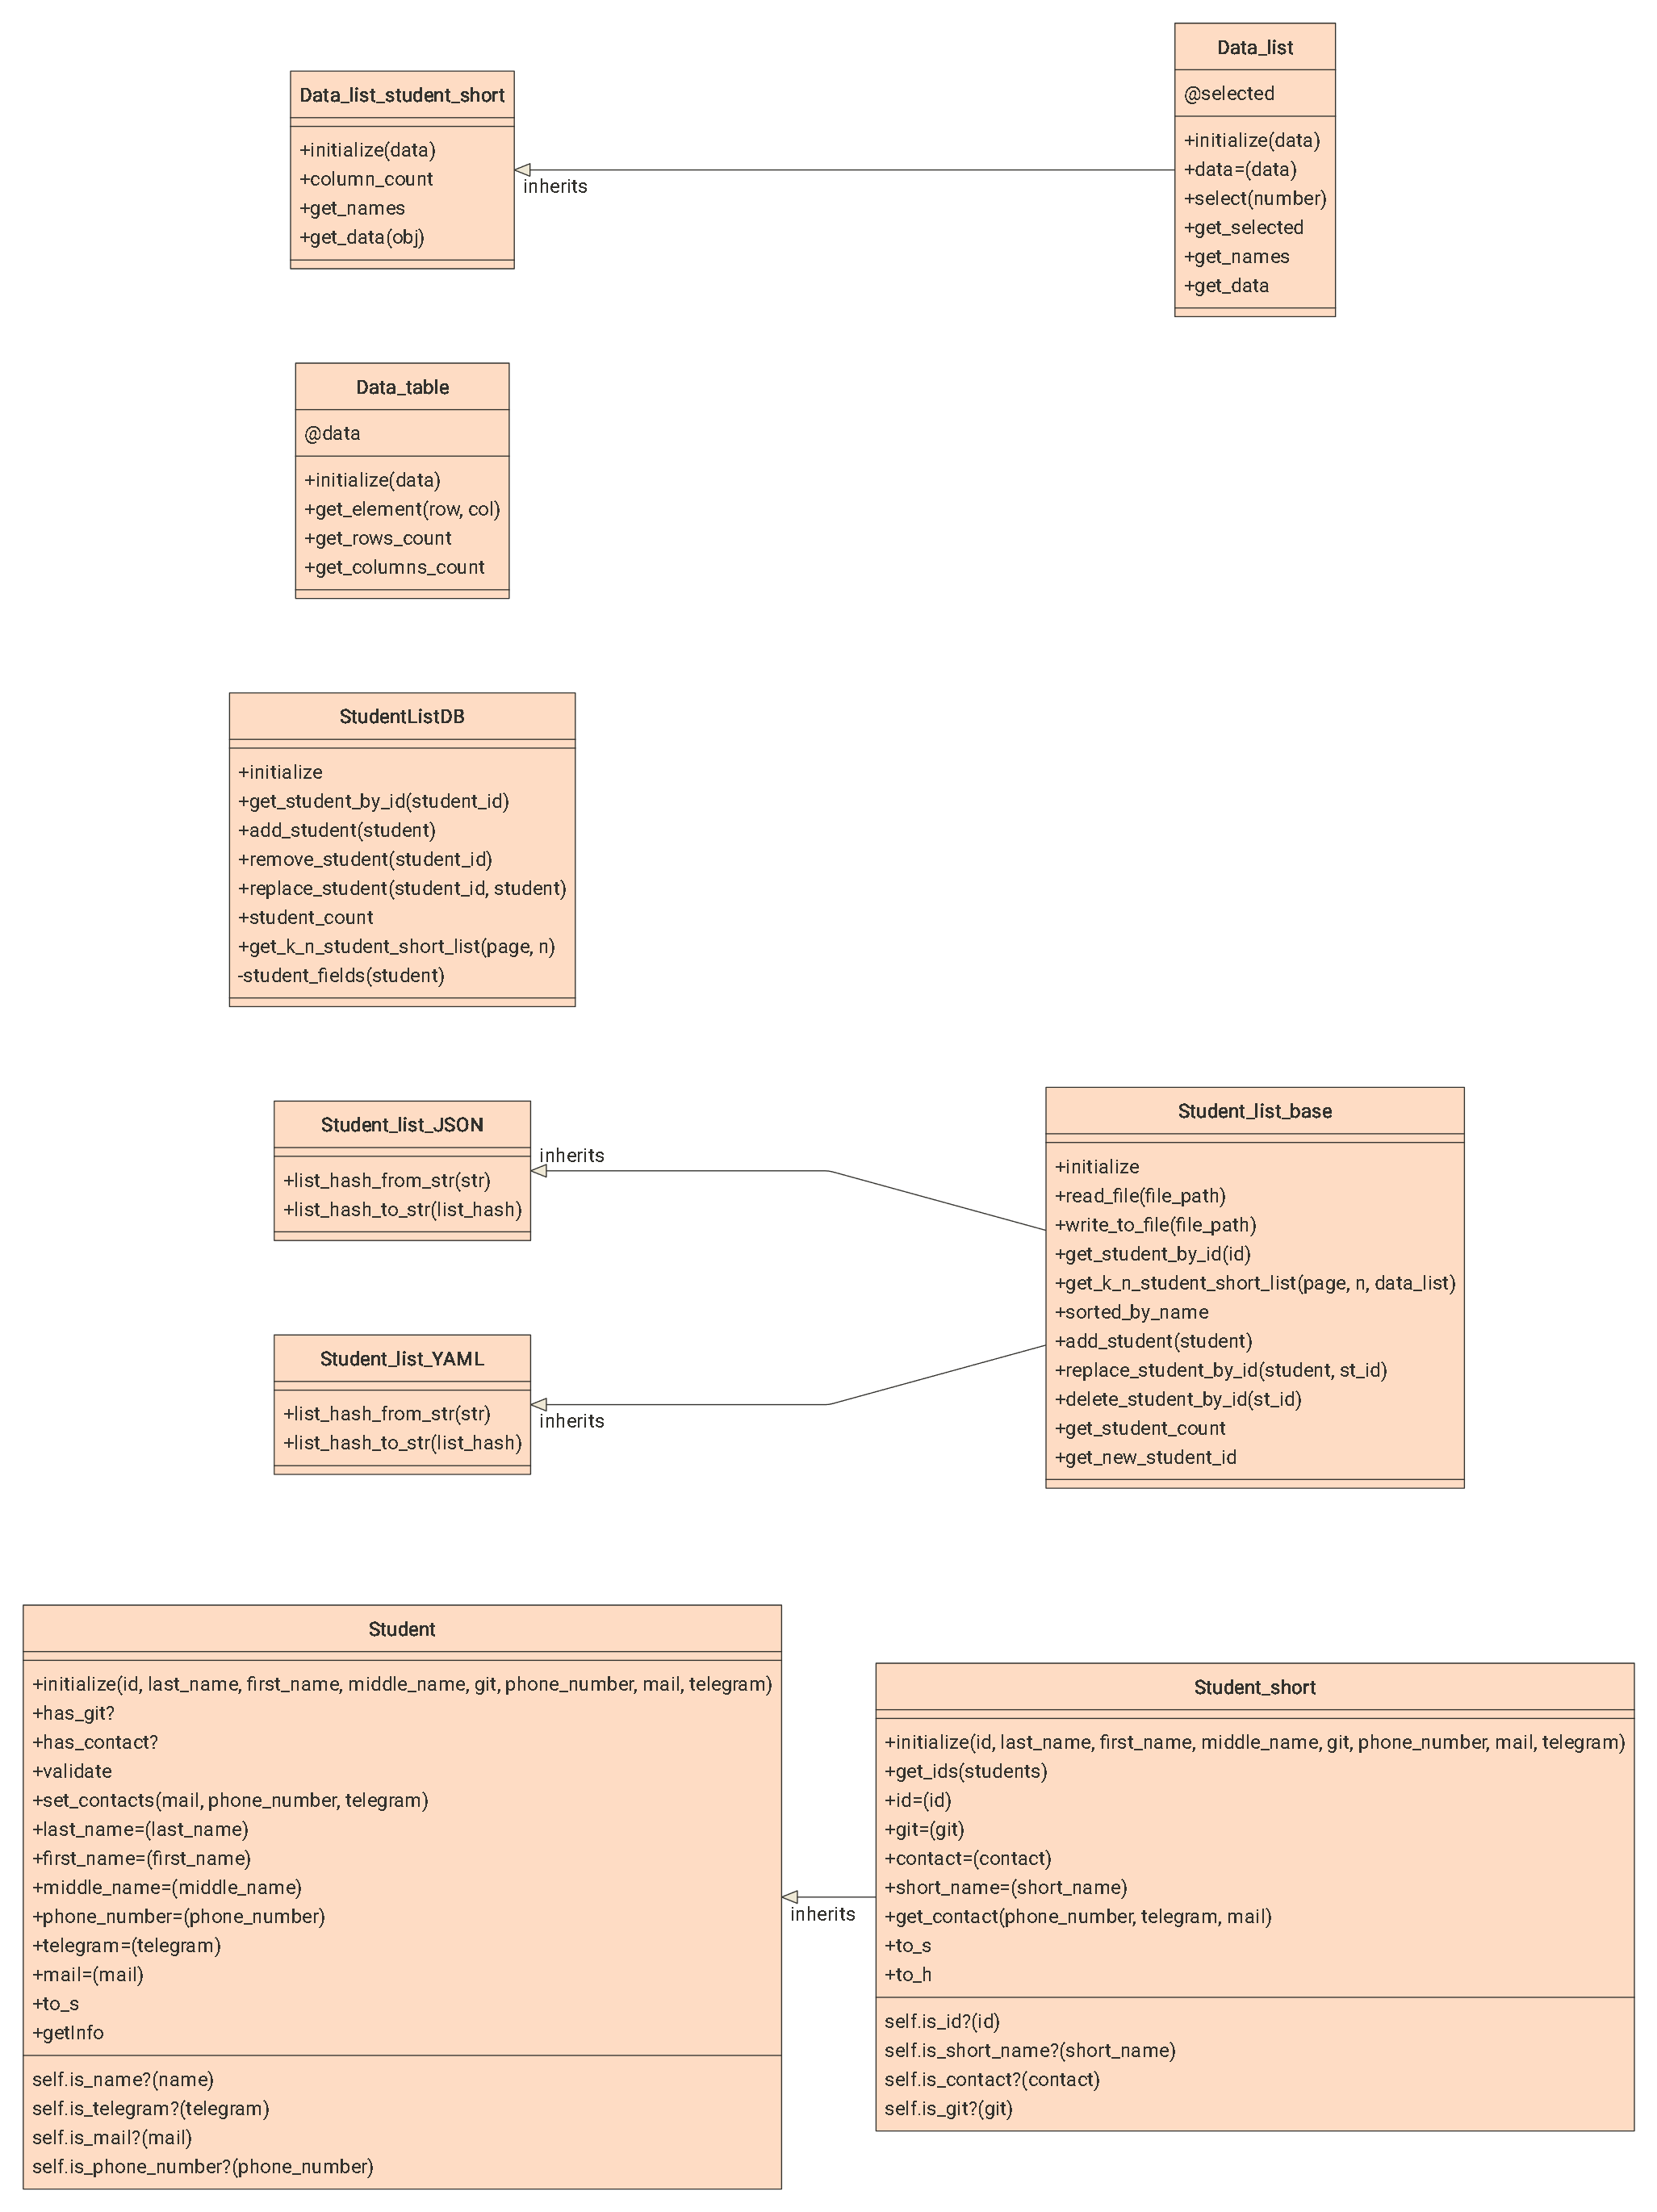 Data_list_student_short
+initialize(data)
+column_count
+get_names
+get_data(obj)
inherits
Data_list
@selected
+initialize(data)
+data=(data)
+select(number)
+get_selected
+get_names
+get_data
Data_table
@data
+initialize(data)
+get_element(row, col)
+get_rows_count
+get_columns_count
StudentListDB
+initialize
+get_student_by_id(student_id)
+add_student(student)
+remove_student(student_id)
+replace_student(student_id, student)
+student_count
+get_k_n_student_short_list(page, n)
-student_fields(student)
Student_list_JSON
+list_hash_from_str(str)
+list_hash_to_str(list_hash)
inherits
Student_list_YAML
+list_hash_from_str(str)
+list_hash_to_str(list_hash)
inherits
Student_list_base
+initialize
+read_file(file_path)
+write_to_file(file_path)
+get_student_by_id(id)
+get_k_n_student_short_list(page, n, data_list)
+sorted_by_name
+add_student(student)
+replace_student_by_id(student, st_id)
+delete_student_by_id(st_id)
+get_student_count
+get_new_student_id
Student
+initialize(id, last_name, first_name, middle_name, git, phone_number, mail, telegram)
+has_git?
+has_contact?
+validate
+set_contacts(mail, phone_number, telegram)
+last_name=(last_name)
+first_name=(first_name)
+middle_name=(middle_name)
+phone_number=(phone_number)
+telegram=(telegram)
+mail=(mail)
+to_s
+getInfo
self.is_name?(name)
self.is_telegram?(telegram)
self.is_mail?(mail)
self.is_phone_number?(phone_number)
inherits
Student_short
+initialize(id, last_name, first_name, middle_name, git, phone_number, mail, telegram)
+get_ids(students)
+id=(id)
+git=(git)
+contact=(contact)
+short_name=(short_name)
+get_contact(phone_number, telegram, mail)
+to_s
+to_h
self.is_id?(id)
self.is_short_name?(short_name)
self.is_contact?(contact)
self.is_git?(git)